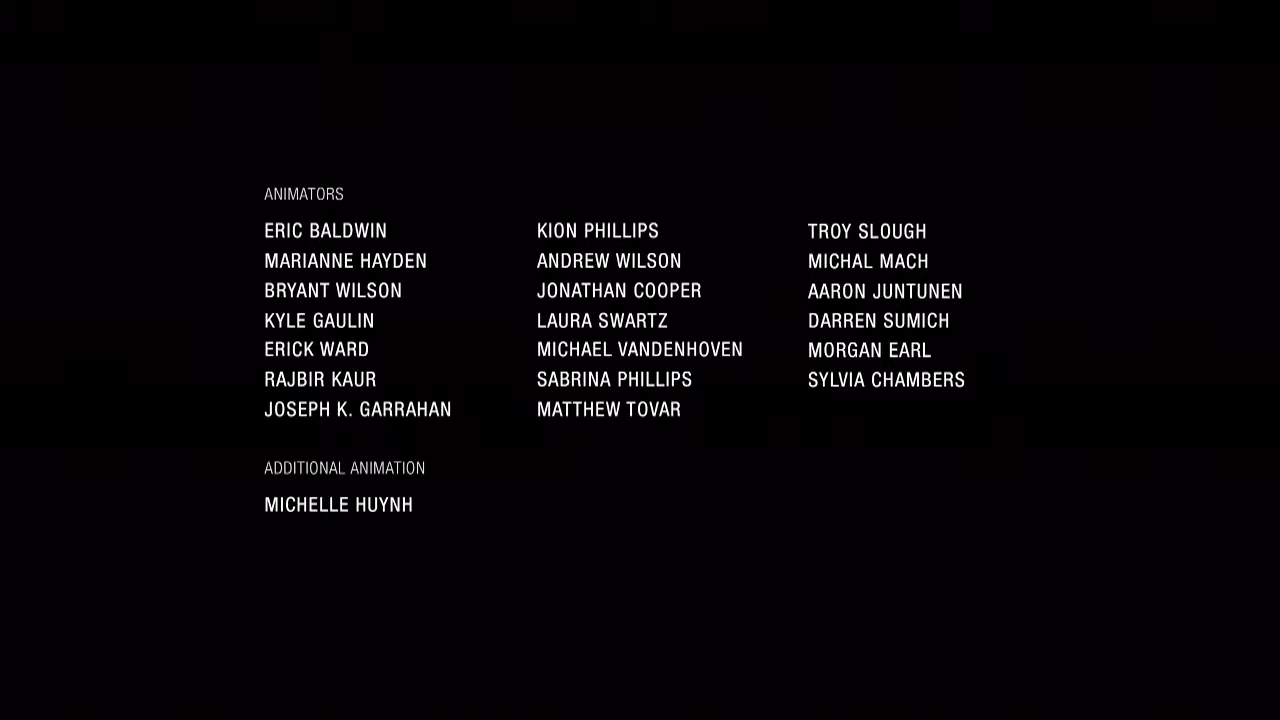 ANIMATORS
ERIC BALDWIN
MARIANNE HAYDEN
BRYANT WILSON
KYLE GAULIN
ERICK WARD
RAJBIR KAUR
JOSEPH K. GARRAHAN
KION PHILLIPS
ANDREW WILSON
JONATHAN COOPER
LAURA SWARTZ
MICHAEL VANDENHOVEN
SABRINA PHILLIPS
MATTHEW TOVAR
TROY SLOUGH
MICHAL MACH
AARON JUNTUNEN
DARREN SUMICH
MORGAN EARL
SYLVIA CHAMBERS
ADDITIONAL ANIMATION
MICHELLE HUYNH